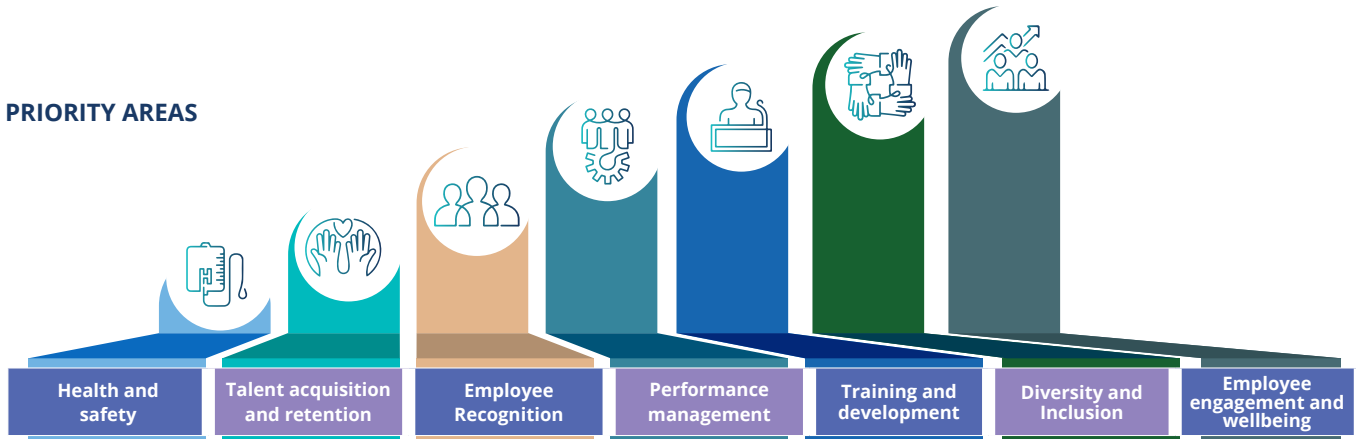 PRIORITY AREAS
Health and
safety
Talent acquisition
and retention
Employee
Recognition
Performance
management
Training and
development
Diversity and
Inclusion
Employee
engagement and
wellbeing